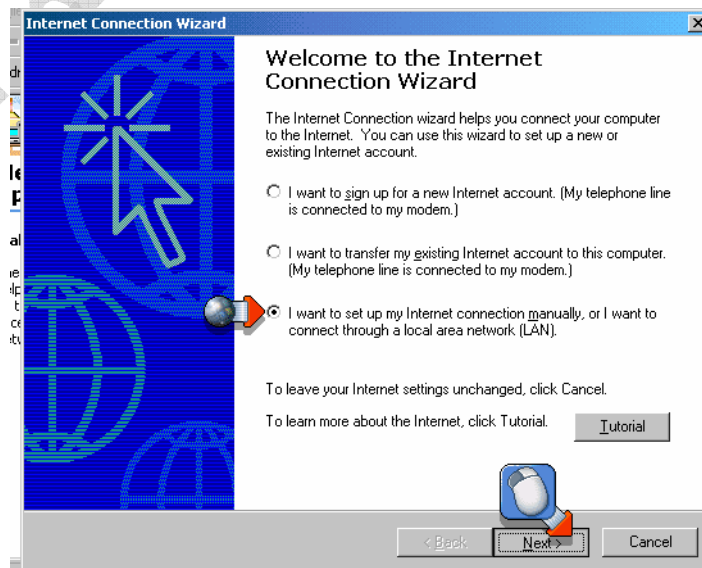 Internet Connection Wizard
Welcome to the Internet
Connection Wizard
The Internet Connection wizard helps you connect your computer
to the Internet. You can use this wizard to set up a new or
existing Internet account.
I want to sign up for a new Internet account. (My telephone line
is connected to my modem.)
I want to transfer my existing Internet account to this computer.
(My telephone line is connected to my modem.)
I want to set up my Internet connection manually, or I want to
connect through a local area network (LAN).
To leave your Internet settings unchanged, click Cancel.
To learn more about the Internet, click Tutorial.
Tutorial
< Back
Next >
Cancel